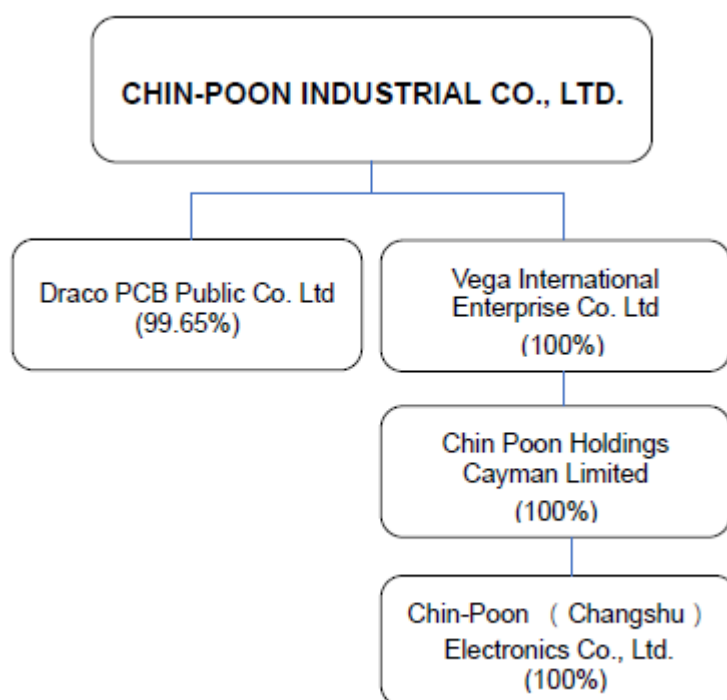 CHIN-POON INDUSTRIAL CO., LTD.
Draco PCB Public Co. Ltd
(99.65%)
Vega International
Enterprise Co. Ltd
(100%)
Chin Poon Holdings
Cayman Limited
(100%)
Chin-Poon （ Changshu ）
Electronics Co., Ltd.
(100%)